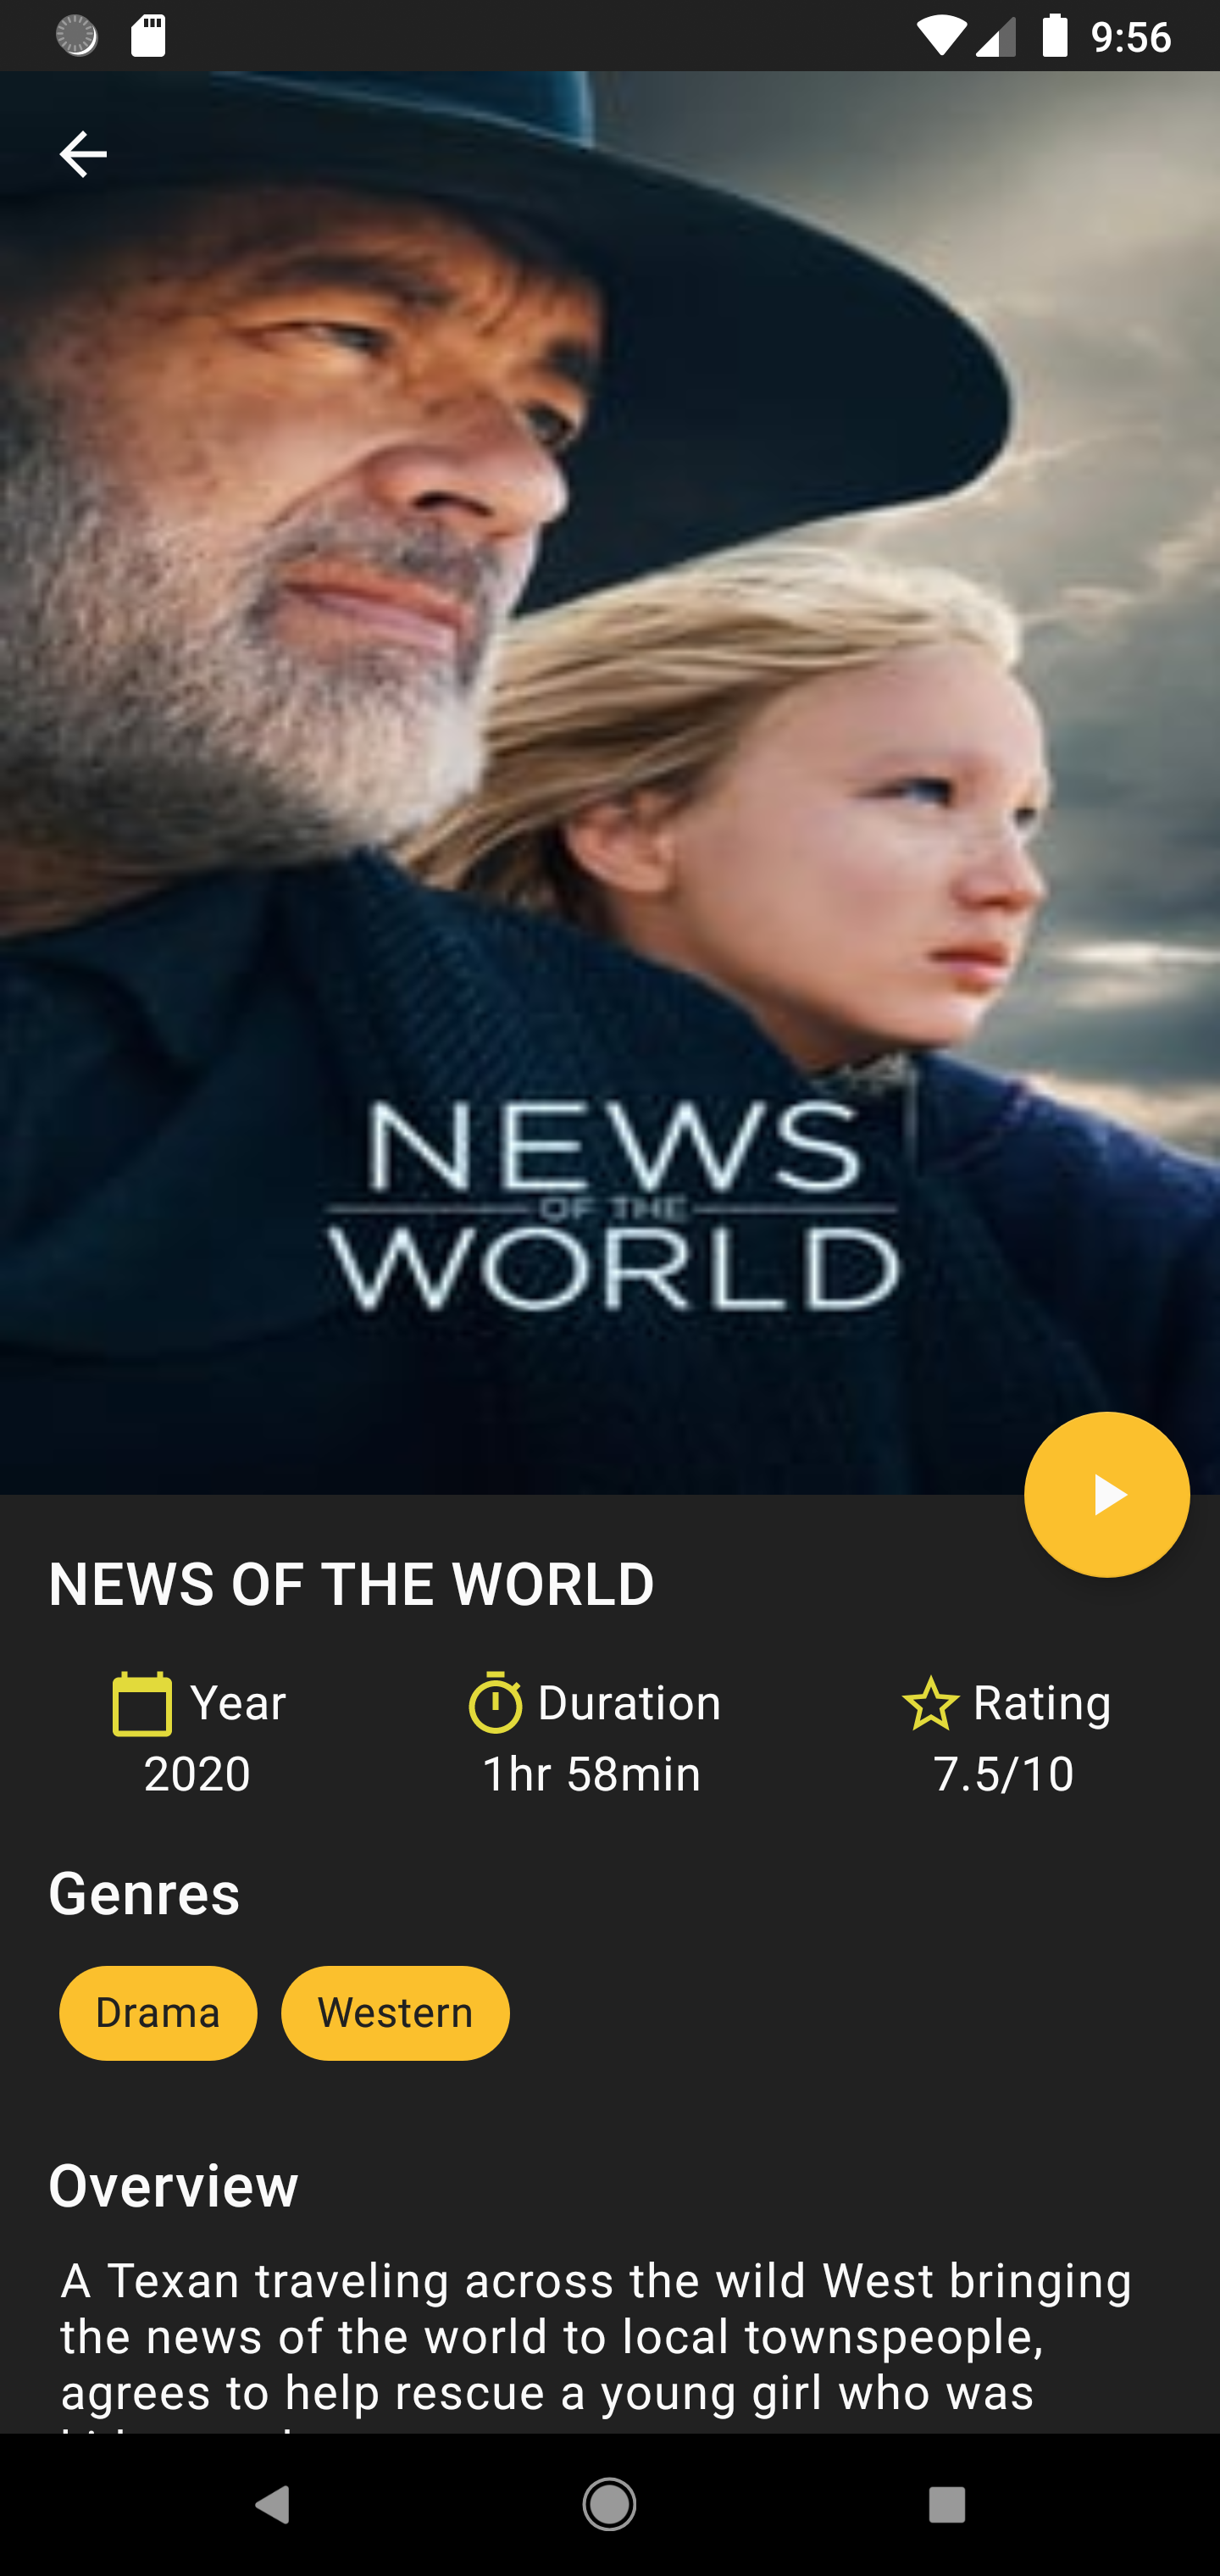 9:56
NEWS
OF THE
WORLD
NEWS OF THE WORLD
Year
2020
Duration
1hr 58min
Rating
7.5/10
Genres
Drama
Western
Overview
A Texan traveling across the wild West bringing
the news of the world to local townspeople,
agrees to help rescue a young girl who was